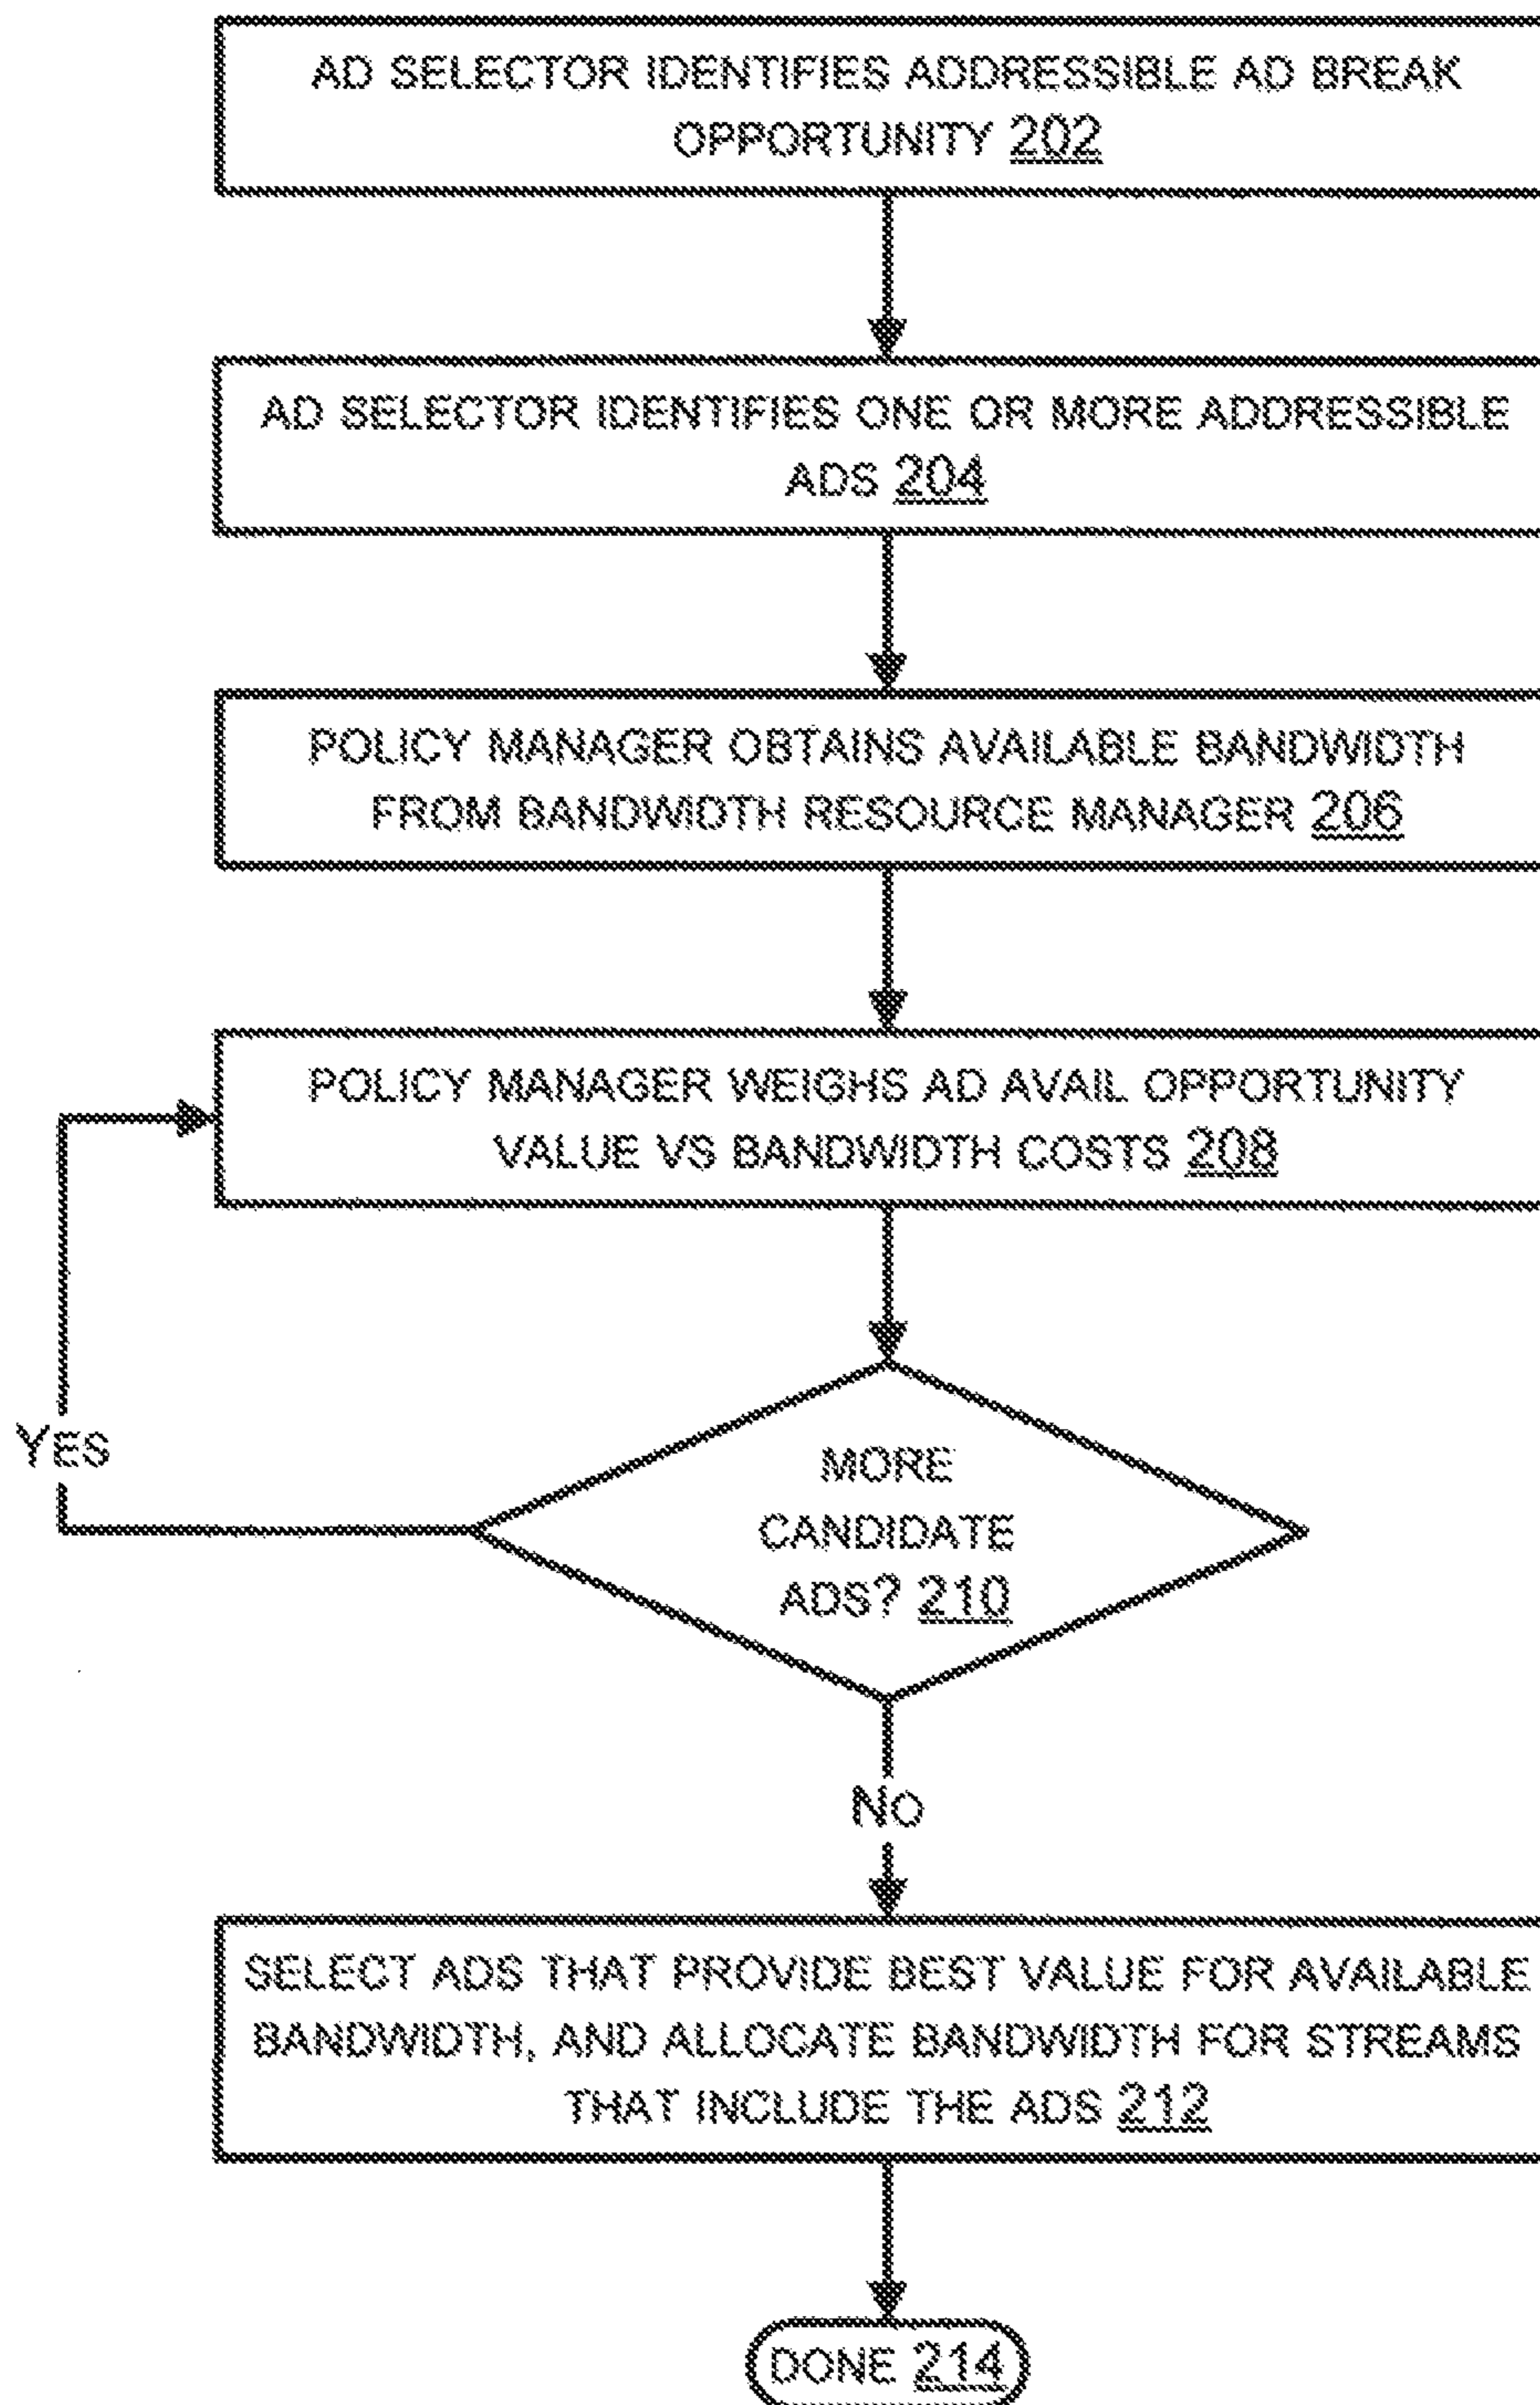 AD SELECTOR IDENTIFIES ADDRESSIBLE AD BREAK
OPPORTUNITY 202
AD SELECTOR IDENTIFIES ONE OR MORE ADDRESSIBLE
ADS 204
POLICY MANAGER OBTAINS AVAILABLE BANDWIDTH
FROM BANDWIDTH RESOURCE MANAGER 206
POLICY MANAGER WEIGHS AD AVAIL OPPORTUNITY
VALUE VS BANDWIDTH COSTS 208
YES
MORE
CANDIDATE
ADS? 210
NO
SELECT ADS THAT PROVIDE BEST VALUE FOR AVAILABLE
BANDWIDTH, AND ALLOCATE BANDWIDTH FOR STREAMS
THAT INCLUDE THE ADS 212
DONE 214